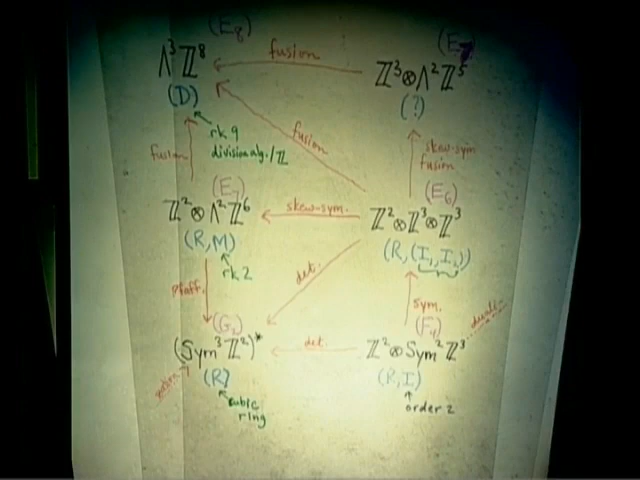 (E₈)
Λ³ℤ⁸
fusion
ℤ³⊗Λ²ℤ⁵
(D)
(?)
rk 9
division alg./ℤ
fusion
fusion
skew-sym
fusion
(E₇)
(E₆)
ℤ²⊗Λ²ℤ⁶
skew-sym.
ℤ²⊗ℤ³⊗ℤ³
(R,M)
(R,(I₁,I₂))
rk 2
Pfaff.
det.
sym.
(G₂)
(F₄)
(Sym³ℤ²)*
det.
ℤ²⊗Sym²ℤ³
(R)
(R,I)
cubic
ring
order 2